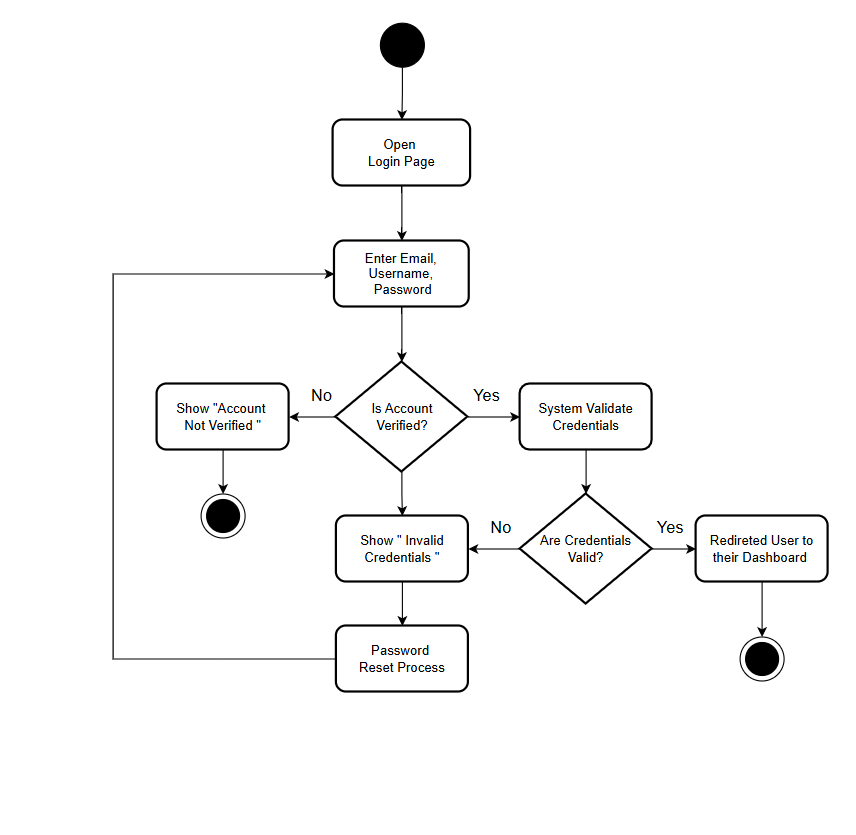 Open
Login Page
Enter Email,
Username,
Password
No
Yes
Show "Account
Not Verified "
Is Account
Verified?
System Validate
Credentials
No
Yes
Show " Invalid
Credentials "
Are Credentials
Valid?
Redireted User to
their Dashboard
Password
Reset Process